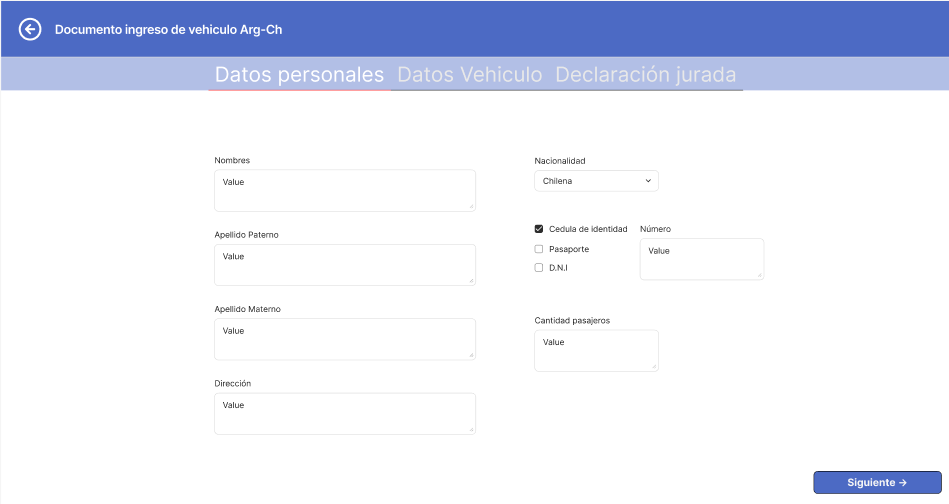 Documento ingreso de vehiculo Arg-Ch
Datos personales Datos Vehiculo Declaración jurada
Nombres
Value
Apellido Paterno
Value
Apellido Materno
Value
Dirección
Value
Nacionalidad
Chilena
Cedula de identidad
Pasaporte
D.N.I
Número
Value
Cantidad pasajeros
Value
Siguiente →